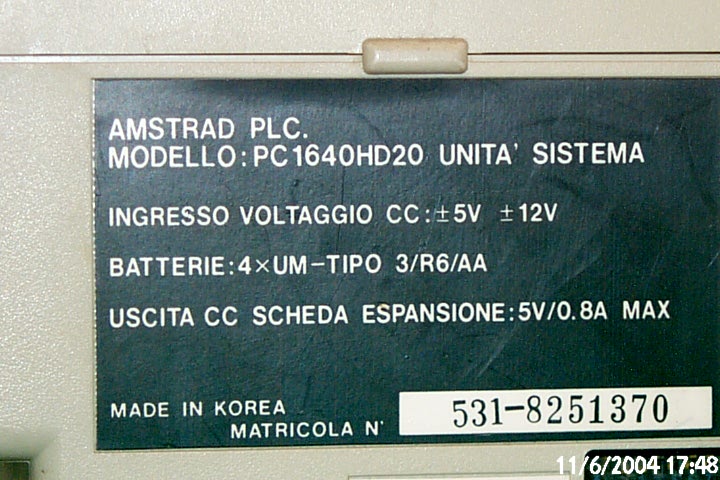 AMSTRAD PLC.
MODELLO:PC1640HD20 UNITA' SISTEMA
INGRESSO VOLTAGGIO CC:±5V ±12V
BATTERIE:4×UM-TIPO 3/R6/AA
USCITA CC SCHEDA ESPANSIONE:5V/0.8A MAX
MADE IN KOREA
MATRICOLA N' 531-8251370
11/6/2004 17:48